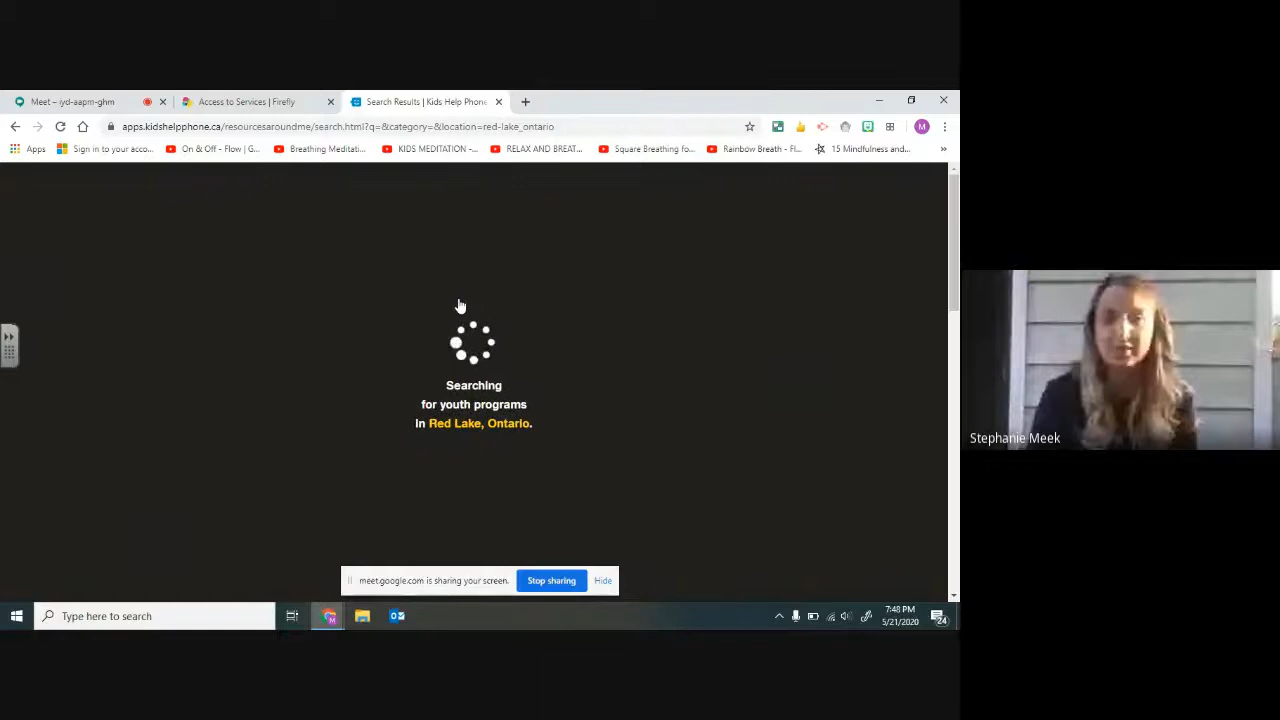 Meet – iyd-aapm-ghm
Access to Services | Firefly
Search Results | Kids Help Phone
apps.kidshelpphone.ca/resourcesaroundme/search.html?q=&category=&location=red-lake_ontario
M
Apps
Sign in to your acco...
On & Off - Flow | G...
Breathing Meditati...
KIDS MEDITATION -...
RELAX AND BREAT...
Square Breathing fo...
Rainbow Breath - Fl...
15 Mindfulness and...
»
Searching
for youth programs
in Red Lake, Ontario.
Stephanie Meek
meet.google.com is sharing your screen.
Stop sharing
Hide
Type here to search
7:48 PM
5/21/2020
24